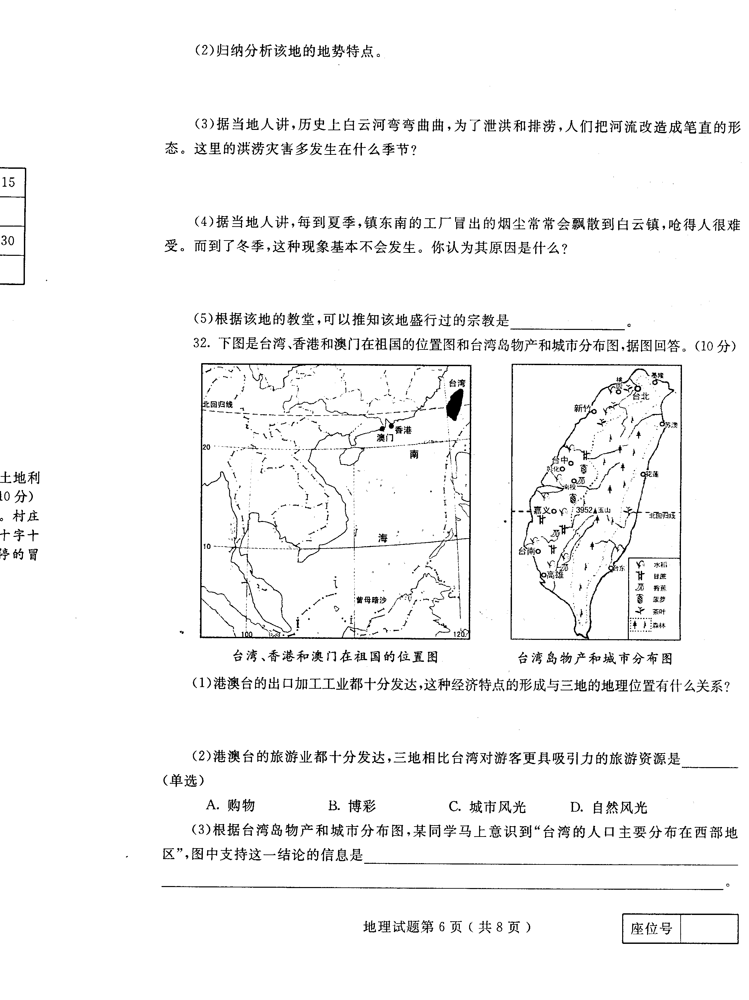 (2)归纳分析该地的地势特点。
(3)据当地人讲,历史上白云河弯弯曲曲,为了泄洪和排涝,人们把河流改造成笔直的形
态。这里的洪涝灾害多发生在什么季节?
15
(4)据当地人讲,每到夏季,镇东南的工厂冒出的烟尘常常会飘散到白云镇,呛得人很难
30
受。而到了冬季,这种现象基本不会发生。你认为其原因是什么?
(5)根据该地的教堂,可以推知该地盛行过的宗教是________。
32. 下图是台湾、香港和澳门在祖国的位置图和台湾岛物产和城市分布图,据图回答。(10 分)
土地利
10 分)
。村庄
十字十
停的冒
台湾
北回归线
香港
澳门
20
南
10
海
曾母暗沙
100
120
基隆
桃园
台北
新竹
苏澳
台中
彰化
花莲
南投
嘉义
3952▲玉山
北回归线
台南
台东
高雄
水稻
甘蔗
香蕉
菠萝
茶叶
森林
台湾、香港和澳门在祖国的位置图
台湾岛物产和城市分布图
(1)港澳台的出口加工工业都十分发达,这种经济特点的形成与三地的地理位置有什么关系?
(2)港澳台的旅游业都十分发达,三地相比台湾对游客更具吸引力的旅游资源是____
(单选)
A. 购物 B. 博彩 C. 城市风光 D. 自然风光
(3)根据台湾岛物产和城市分布图,某同学马上意识到“台湾的人口主要分布在西部地
区”,图中支持这一结论的信息是________
________。
地理试题第 6 页 ( 共 8 页 )
座位号